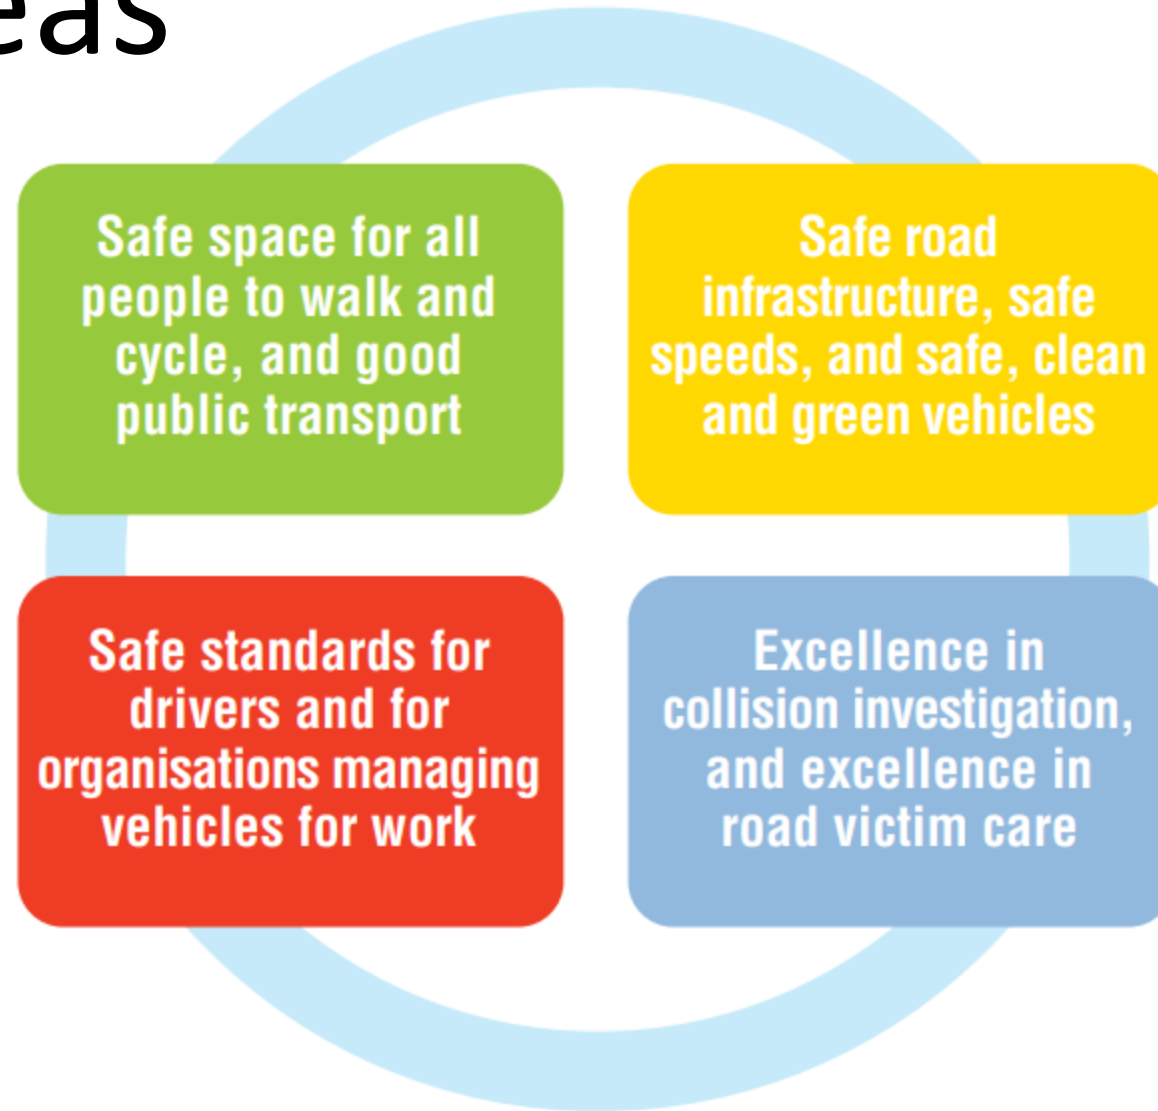 eas
Safe space for all
people to walk and
cycle, and good
public transport
Safe road
infrastructure, safe
speeds, and safe, clean
and green vehicles
Safe standards for
drivers and for
organisations managing
vehicles for work
Excellence in
collision investigation,
and excellence in
road victim care